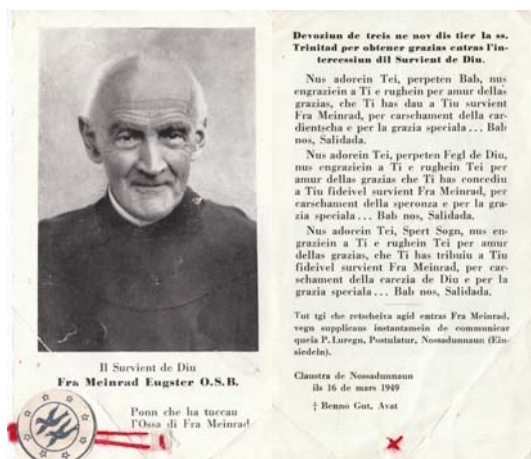 Il Survient de Diu
Fra Meinrad Eugster O.S.B.
Ponn che ha tuccau
l'Ossa di Fra Meinrad
Devoziun de treis ne nov dis tier la ss.
Trinitad per obtener grazias entras l'in-
tercessiun dil Survient de Diu.
Nus adorein Tei, perpeten Bab, nus
engraziein a Ti e rughein per amur dellas
grazias, che Ti has dau a Tiu survient
Fra Meinrad, per carschament della car-
dientscha e per la grazia speciala... Bab
nos, Salidada.
Nus adorein Tei, perpeten Fegl de Diu,
nus engraziein a Ti e rughein Tei per
amur dellas grazias che Ti has concediu
a Tiu fideivel survient Fra Meinrad, per
carschament della speronza e per la gra-
zia speciala... Bab nos, Salidada.
Nus adorein Tei, Spert Sogn, nus en-
graziein a Ti e rughein Tei per amur
dellas grazias, che Ti has tribuiu a Tiu
fideivel survient Fra Meinrad, per car-
schament della carezia de Diu e per la
grazia speciala... Bab nos, Salidada.
Tut tgi che retscheiva agid entras Fra Meinrad,
vegn supplicaus instantamein de communicar
queia P. Luregn, Postulatur, Nossadunnaun (Ein-
siedeln).
Claustra de Nossadunnaun
ils 16 de mars 1949
† Benno Gut, Avat